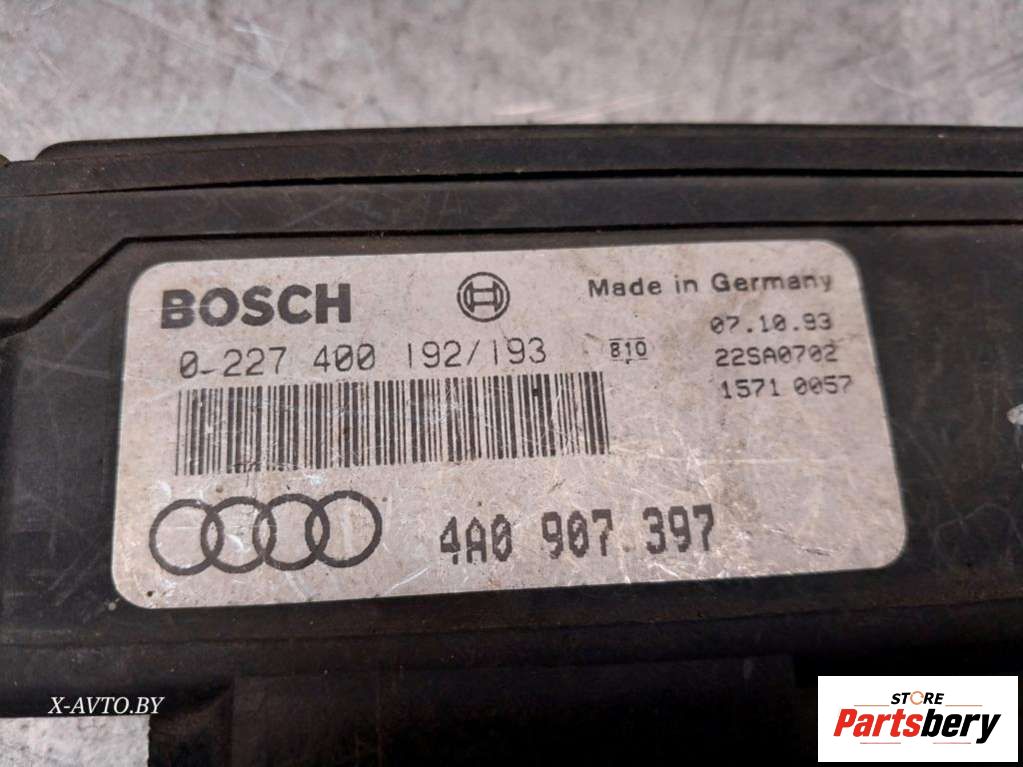 BOSCH
Made in Germany
07.10.93
0 227 400 192/193
810
22SA0702
1571 0057
4A0 907 397
X-AVTO.BY
STORE
Partsbery